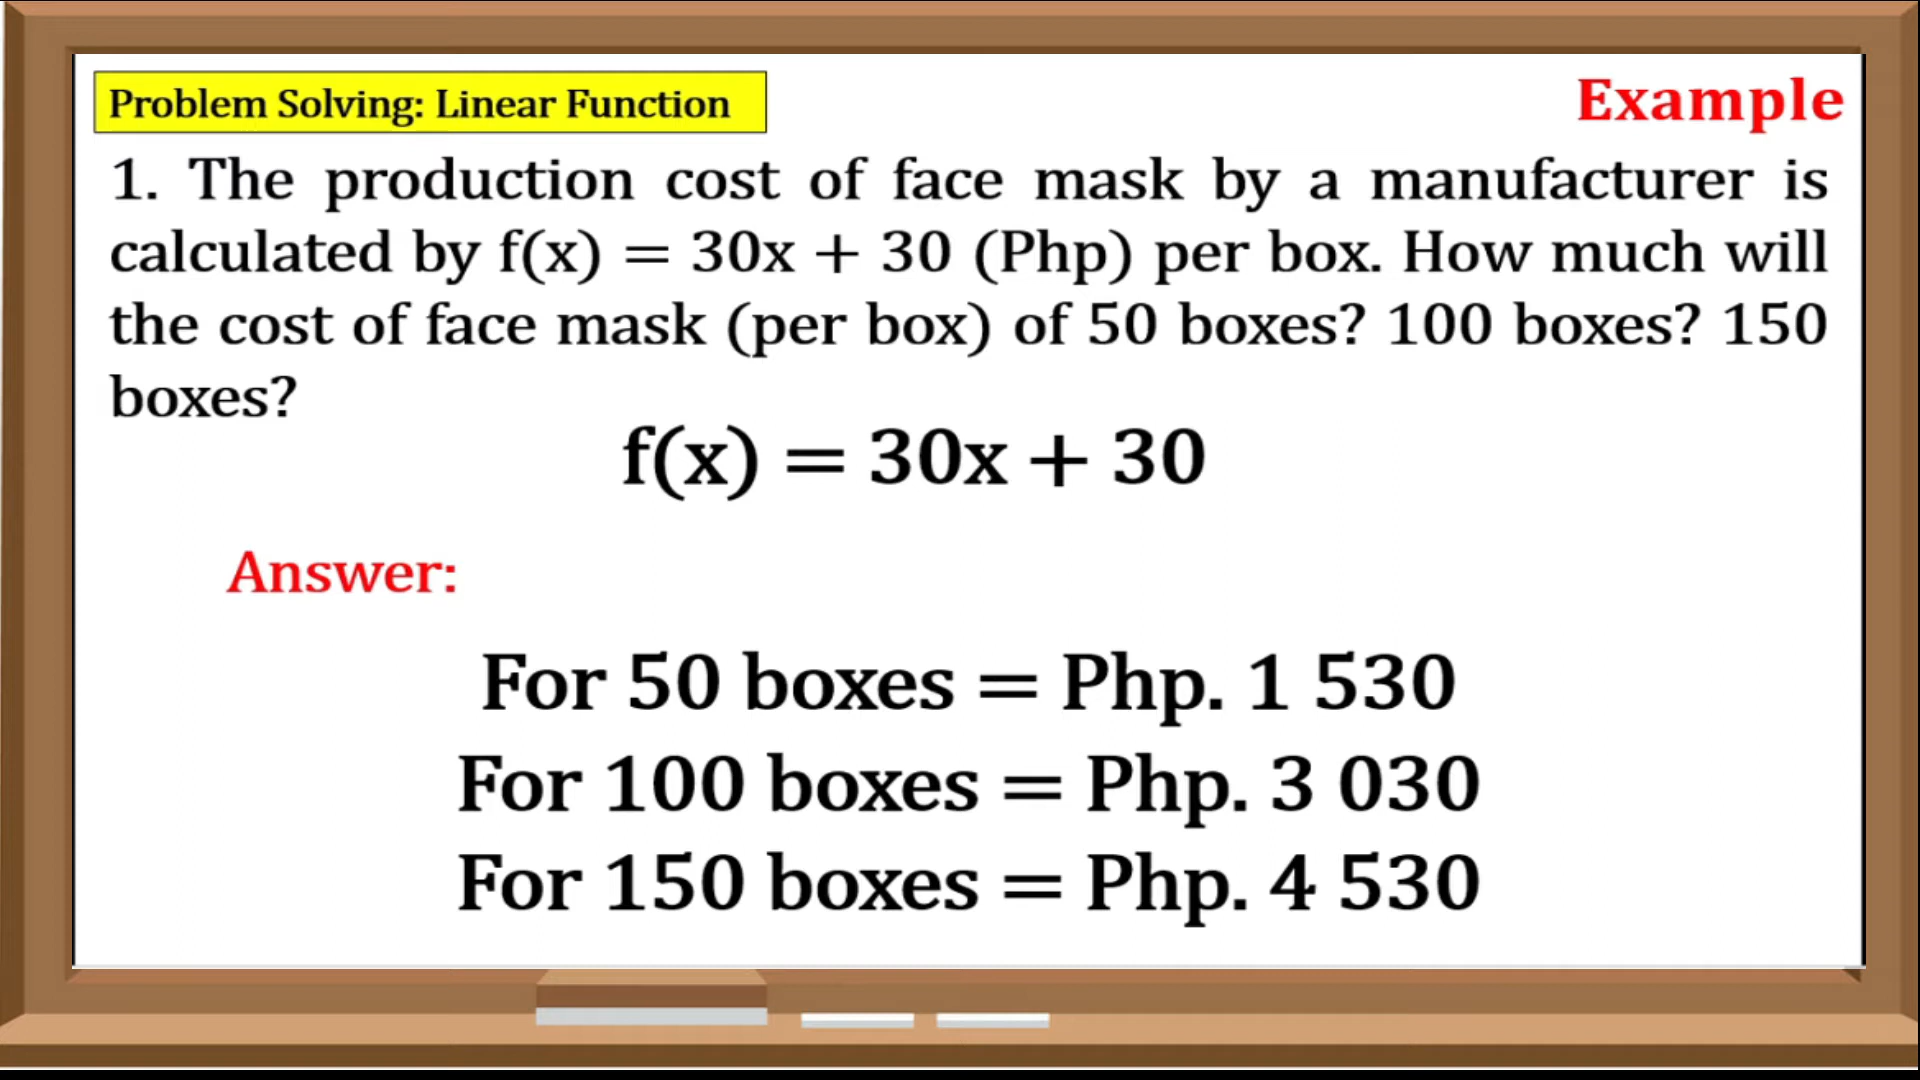 Problem Solving: Linear Function
Example
1. The production cost of face mask by a manufacturer is
calculated by f(x) = 30x + 30 (Php) per box. How much will
the cost of face mask (per box) of 50 boxes? 100 boxes? 150
boxes?
f(x) = 30x + 30
Answer:
For 50 boxes = Php. 1 530
For 100 boxes = Php. 3 030
For 150 boxes = Php. 4 530